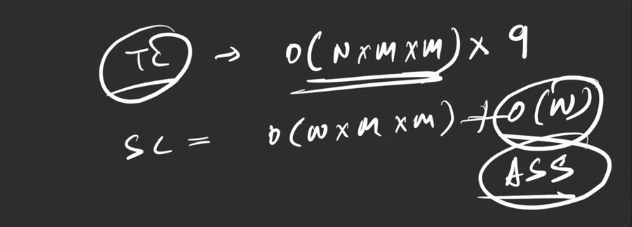 TC → O(N×M×M) × 9
SC = O(N×M×M) + O(N)
ASS